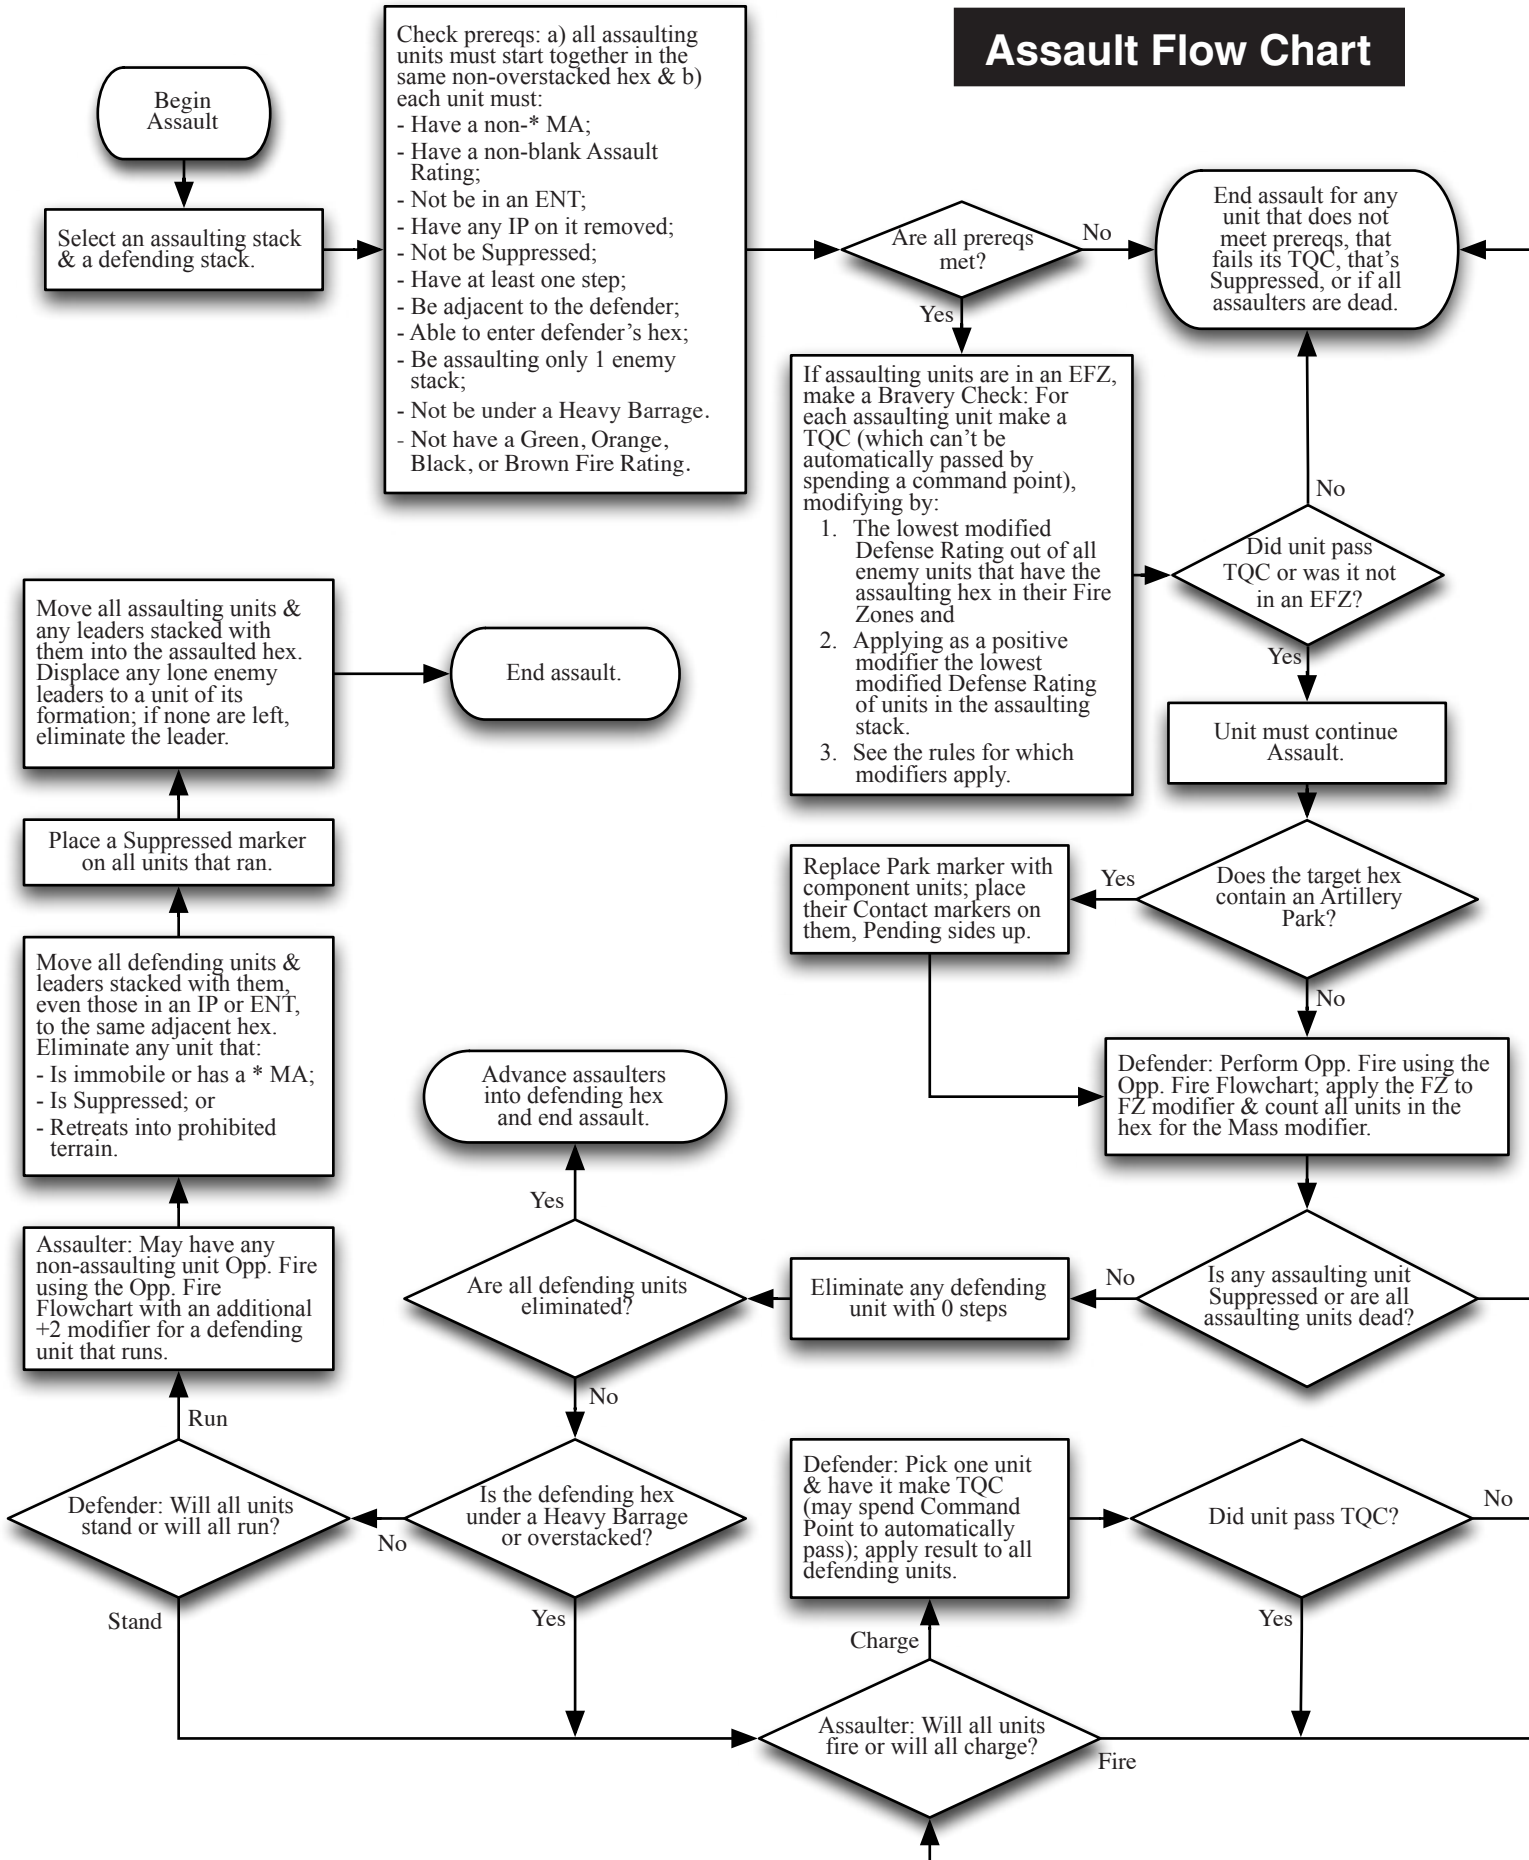 Assault Flow Chart
Begin
Assault
Select an assaulting stack
& a defending stack.
Check prereqs: a) all assaulting
units must start together in the
same non-overstacked hex & b)
each unit must:
- Have a non-* MA;
- Have a non-blank Assault
Rating;
- Not be in an ENT;
- Have any IP on it removed;
- Not be Suppressed;
- Have at least one step;
- Be adjacent to the defender;
- Able to enter defender’s hex;
- Be assaulting only 1 enemy
stack;
- Not be under a Heavy Barrage.
- Not have a Green, Orange,
Black, or Brown Fire Rating.
Are all prereqs
met?
No
Yes
End assault for any
unit that does not
meet prereqs, that
fails its TQC, that’s
Suppressed, or if all
assaulters are dead.
If assaulting units are in an EFZ,
make a Bravery Check: For
each assaulting unit make a
TQC (which can’t be
automatically passed by
spending a command point),
modifying by:
1. The lowest modified
Defense Rating out of all
enemy units that have the
assaulting hex in their Fire
Zones and
2. Applying as a positive
modifier the lowest
modified Defense Rating
of units in the assaulting
stack.
3. See the rules for which
modifiers apply.
No
Did unit pass
TQC or was it not
in an EFZ?
Yes
Unit must continue
Assault.
Does the target hex
contain an Artillery
Park?
Yes
No
Replace Park marker with
component units; place
their Contact markers on
them, Pending sides up.
Defender: Perform Opp. Fire using the
Opp. Fire Flowchart; apply the FZ to
FZ modifier & count all units in the
hex for the Mass modifier.
Is any assaulting unit
Suppressed or are all
assaulting units dead?
No
Eliminate any defending
unit with 0 steps
Are all defending units
eliminated?
Yes
Advance assaulters
into defending hex
and end assault.
No
Is the defending hex
under a Heavy Barrage
or overstacked?
No
Yes
Defender: Will all units
stand or will all run?
Run
Stand
Assaulter: May have any
non-assaulting unit Opp. Fire
using the Opp. Fire
Flowchart with an additional
+2 modifier for a defending
unit that runs.
Move all defending units &
leaders stacked with them,
even those in an IP or ENT,
to the same adjacent hex.
Eliminate any unit that:
- Is immobile or has a * MA;
- Is Suppressed; or
- Retreats into prohibited
terrain.
Place a Suppressed marker
on all units that ran.
Move all assaulting units &
any leaders stacked with
them into the assaulted hex.
Displace any lone enemy
leaders to a unit of its
formation; if none are left,
eliminate the leader.
End assault.
Assaulter: Will all units
fire or will all charge?
Charge
Fire
Defender: Pick one unit
& have it make TQC
(may spend Command
Point to automatically
pass); apply result to all
defending units.
Did unit pass TQC?
No
Yes